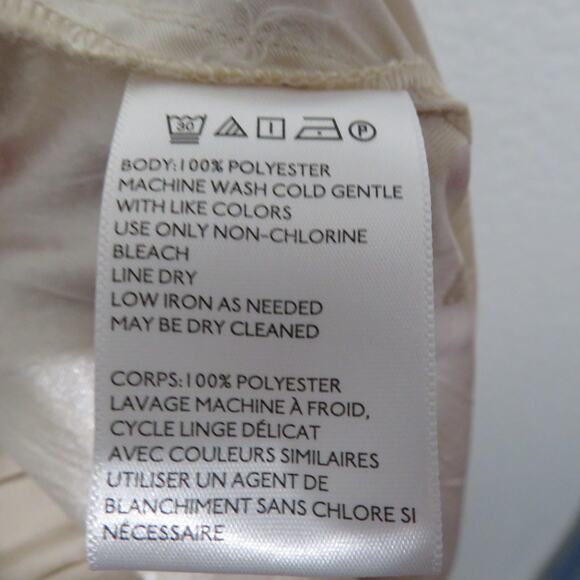 30 P
BODY:100% POLYESTER
MACHINE WASH COLD GENTLE
WITH LIKE COLORS
USE ONLY NON-CHLORINE
BLEACH
LINE DRY
LOW IRON AS NEEDED
MAY BE DRY CLEANED
CORPS:100% POLYESTER
LAVAGE MACHINE À FROID,
CYCLE LINGE DÉLICAT
AVEC COULEURS SIMILAIRES
UTILISER UN AGENT DE
BLANCHIMENT SANS CHLORE SI
NÉCESSAIRE